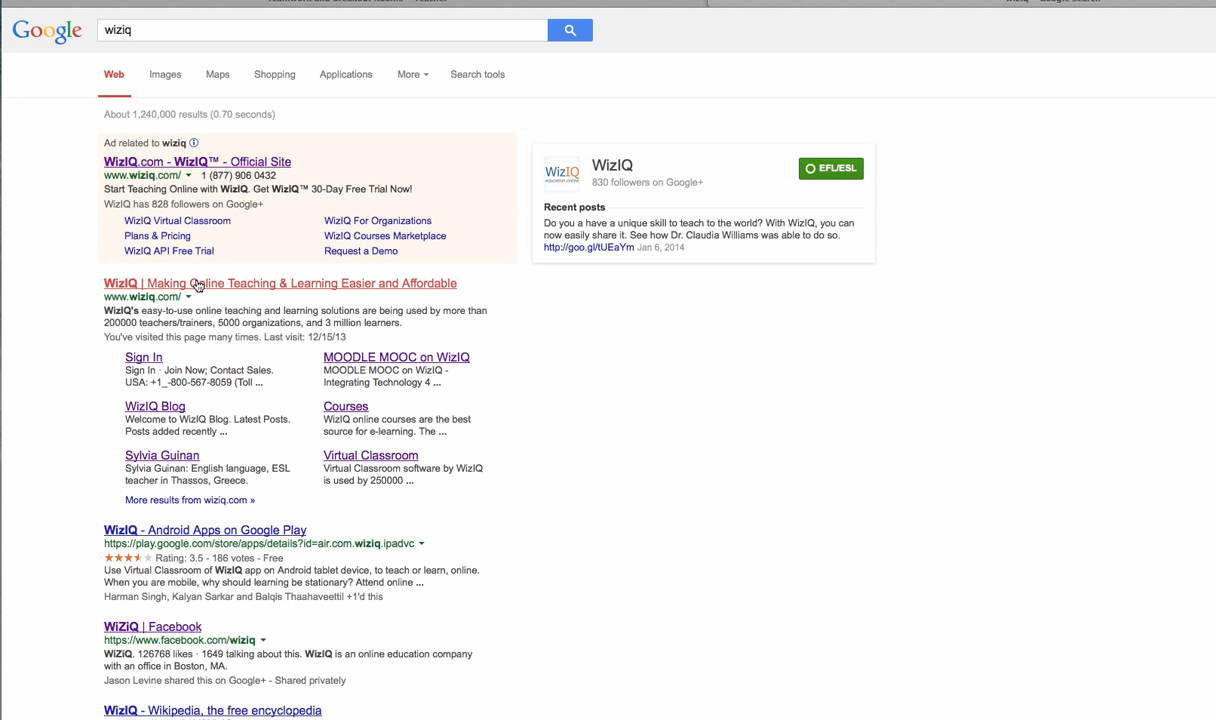 Google
wiziq
Web Images Maps Shopping Applications More Search tools
About 1,240,000 results (0.70 seconds)
Ad related to wiziq
WizIQ.com - WizIQ™ - Official Site
www.wiziq.com/ 1 (877) 906 0432
Start Teaching Online with WizIQ. Get WizIQ™ 30-Day Free Trial Now!
WizIQ has 828 followers on Google+
WizIQ Virtual Classroom WizIQ For Organizations
Plans & Pricing WizIQ Courses Marketplace
WizIQ API Free Trial Request a Demo
WizIQ
education.online
WizIQ
830 followers on Google+
EFL/ESL
Recent posts
Do you a have a unique skill to teach to the world? With WizIQ, you can
now easily share it. See how Dr. Claudia Williams was able to do so.
http://goo.gl/tUEaYm Jan 6, 2014
WizIQ | Making Online Teaching & Learning Easier and Affordable
www.wiziq.com/
WizIQ's easy-to-use online teaching and learning solutions are being used by more than
200000 teachers/trainers, 5000 organizations, and 3 million learners.
You've visited this page many times. Last visit: 12/15/13
Sign In
Sign In · Join Now; Contact Sales.
USA: +1_-800-567-8059 (Toll ...
MOODLE MOOC on WizIQ
MOODLE MOOC on WizIQ -
Integrating Technology 4 ...
WizIQ Blog
Welcome to WizIQ Blog. Latest Posts.
Posts added recently ...
Courses
WizIQ online courses are the best
source for e-learning. The ...
Sylvia Guinan
Sylvia Guinan: English language, ESL
teacher in Thassos, Greece.
Virtual Classroom
Virtual Classroom software by WizIQ
is used by 250000 ...
More results from wiziq.com »
WizIQ - Android Apps on Google Play
https://play.google.com/store/apps/details?id=air.com.wiziq.ipadvc
Rating: 3.5 - 186 votes - Free
Use Virtual Classroom of WizIQ app on Android tablet device, to teach or learn, online.
When you are mobile, why should learning be stationary? Attend online ...
Harman Singh, Kalyan Sarkar and Balqis Thaahaveettil +1'd this
WiZiQ | Facebook
https://www.facebook.com/wiziq
WiZiQ. 126768 likes · 1649 talking about this. WizIQ is an online education company
with an office in Boston, MA.
Jason Levine shared this on Google+ - Shared privately
WizIQ - Wikipedia, the free encyclopedia